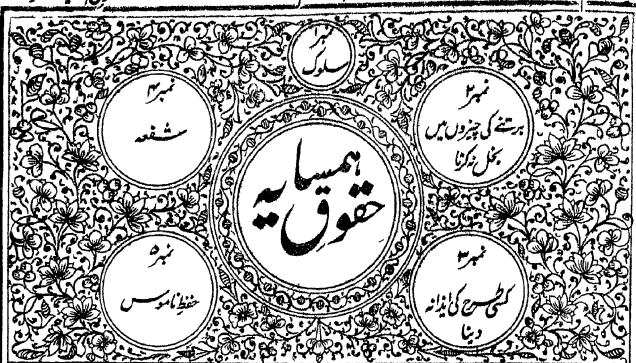 نمبر ۱
سلوک
نمبر ۲
برتنے کی چیزوں میں
بخل نہ کرنا
نمبر ۳
کسی طرح کی ایذا نہ
دینا
نمبر ۴
شفعہ
نمبر ۵
حفظ ناموس
حقوق ہمسایہ